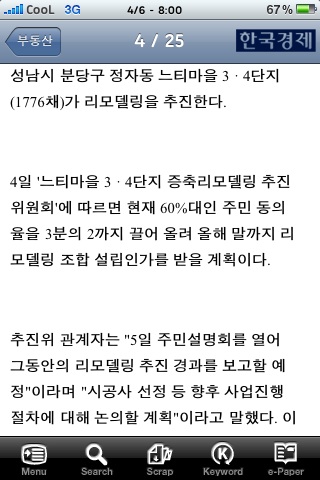 CooL 3G 4/6 - 8:00 67%
부동산 4 / 25 한국경제
성남시 분당구 정자동 느티마을 3 · 4단지
(1776채)가 리모델링을 추진한다.
4일 '느티마을 3 · 4단지 증축리모델링 추진
위원회'에 따르면 현재 60%대인 주민 동의
율을 3분의 2까지 끌어 올려 올해 말까지 리
모델링 조합 설립인가를 받을 계획이다.
추진위 관계자는 "5일 주민설명회를 열어
그동안의 리모델링 추진 경과를 보고할 예
정"이라며 "시공사 선정 등 향후 사업진행
절차에 대해 논의할 계획"이라고 말했다. 이
Menu Search Scrap Keyword e-Paper